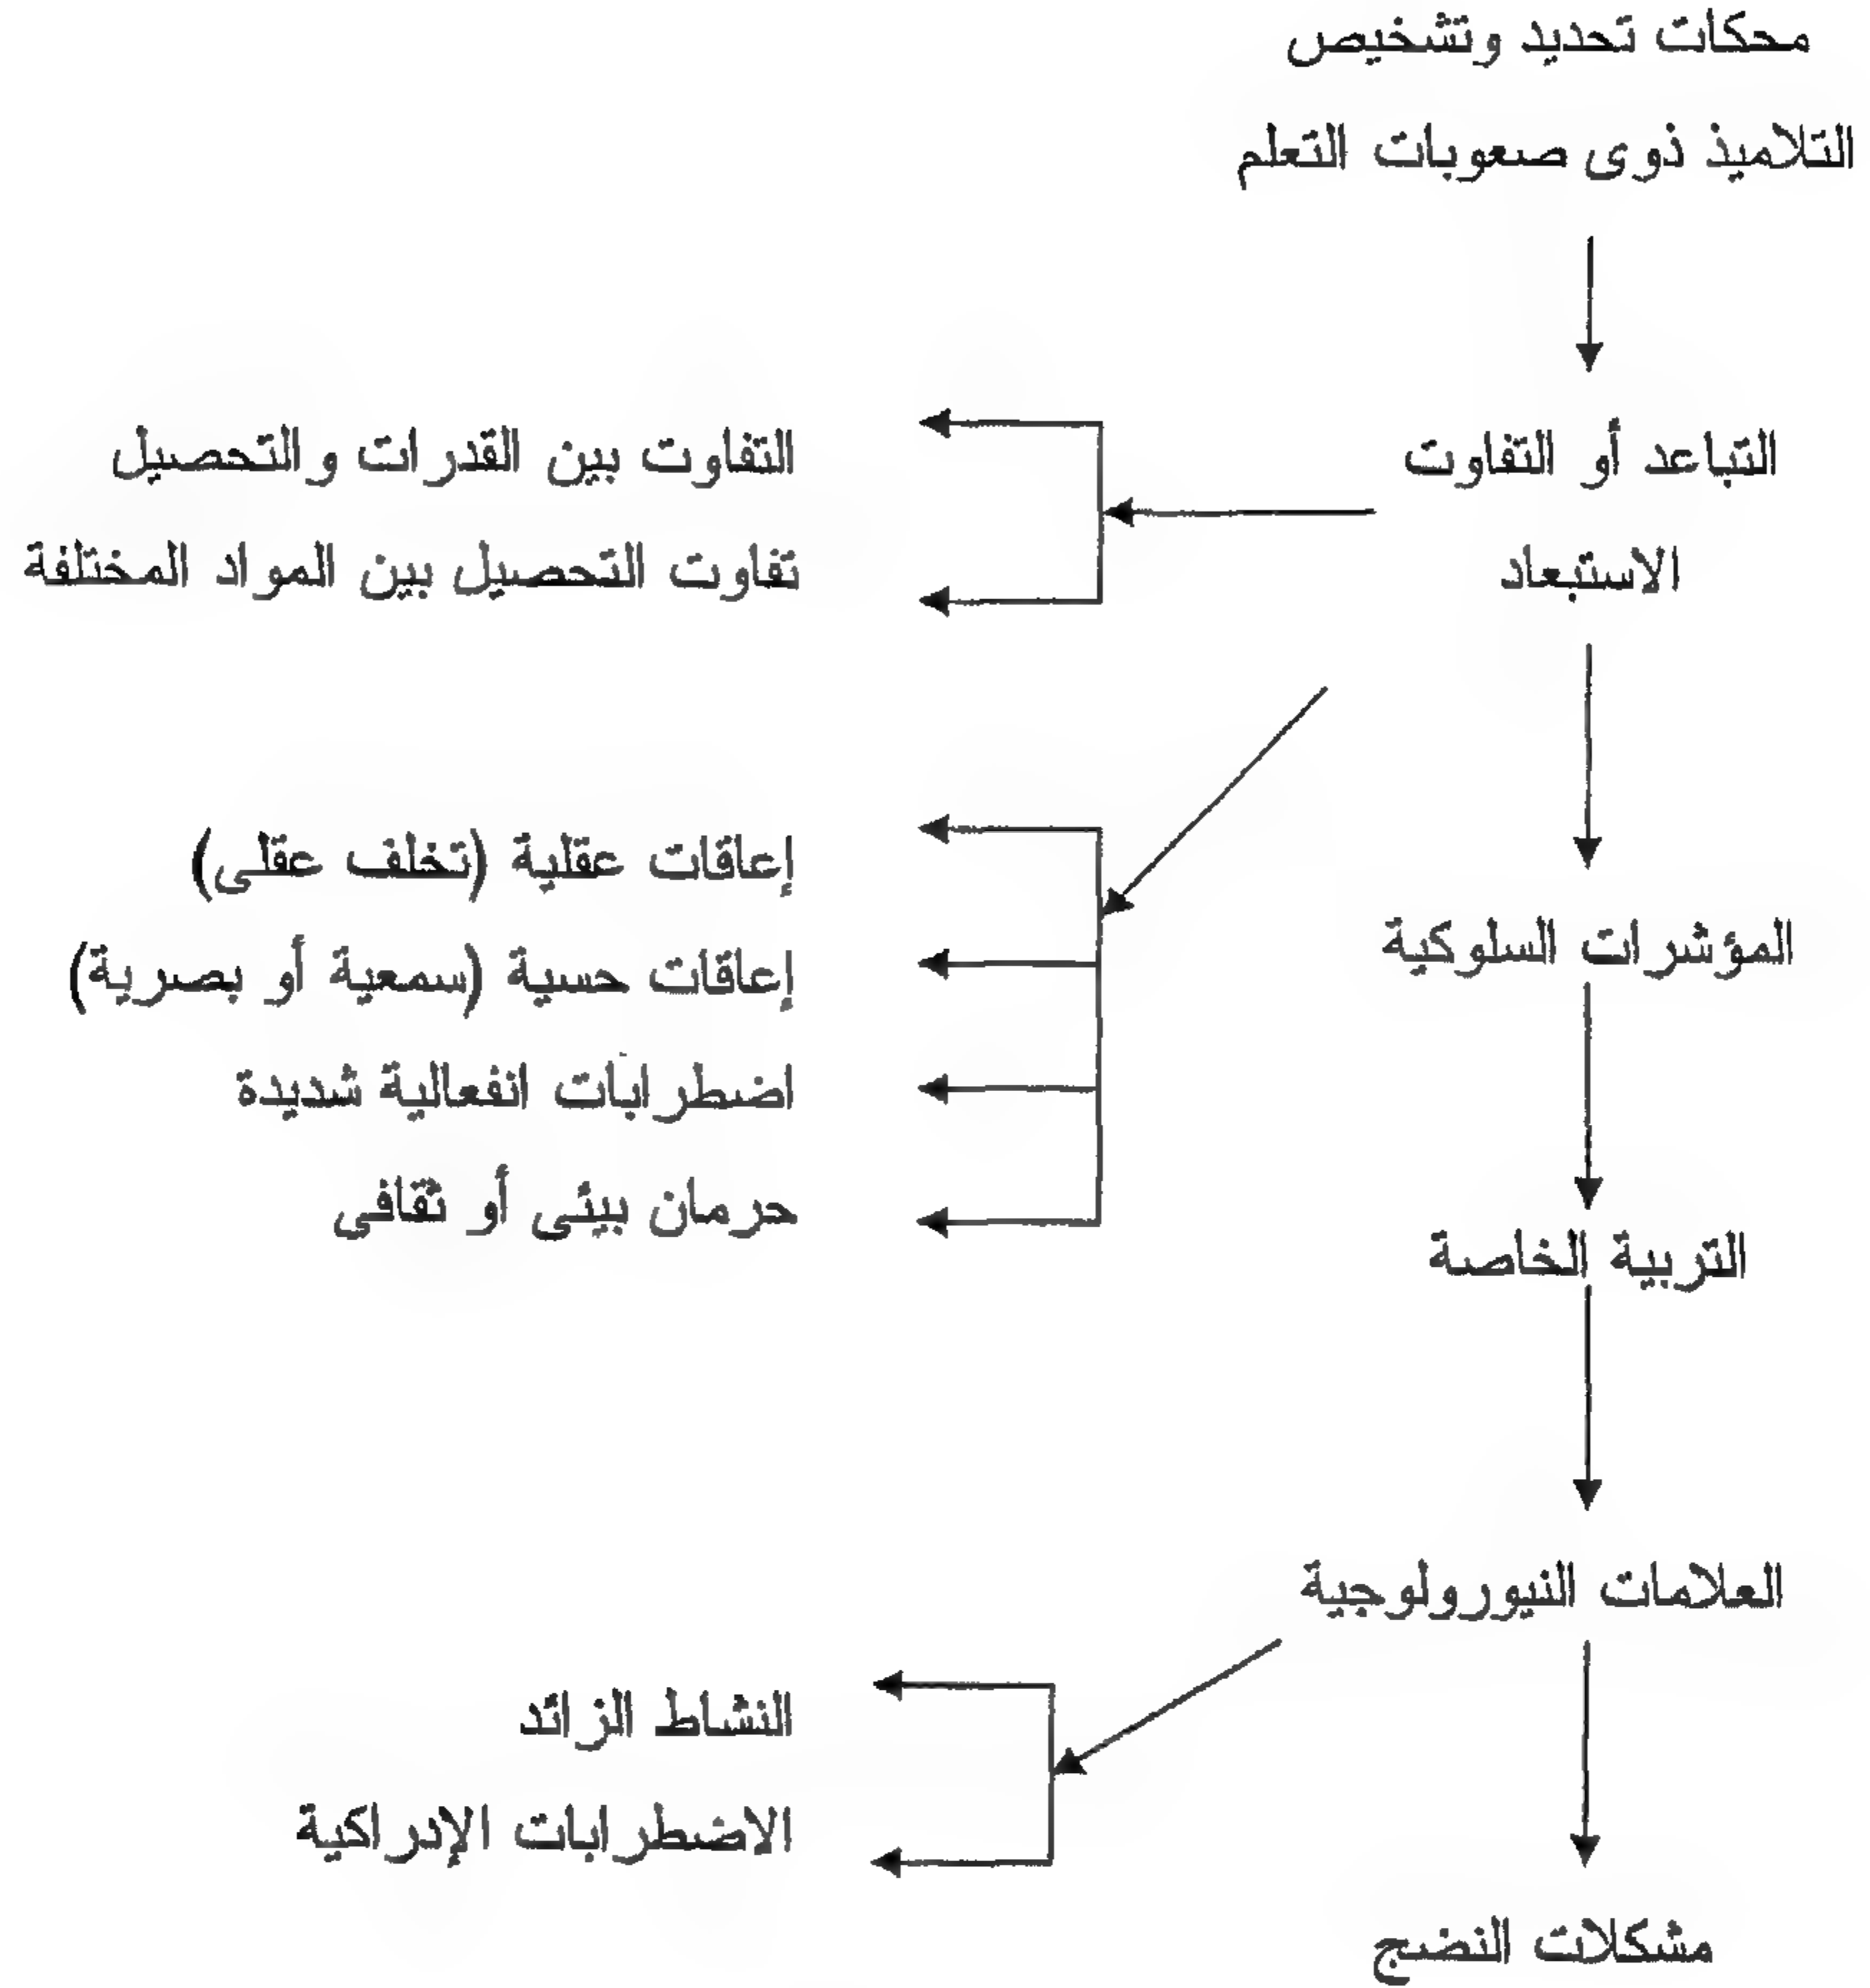 محكات تحديد وتشخيص
التلاميذ ذوى صعوبات التعلم
التباعد أو التفاوت
التفاوت بين القدرات والتحصيل
الاستبعاد
تفاوت التحصيل بين المواد المختلفة
إعاقات عقلية (تخلف عقلى)
المؤشرات السلوكية
إعاقات حسية (سمعية أو بصرية)
اضطرابات انفعالية شديدة
حرمان بيئى أو ثقافى
التربية الخاصة
العلامات النيورولوجية
النشاط الزائد
الاضطرابات الإدراكية
مشكلات النضج